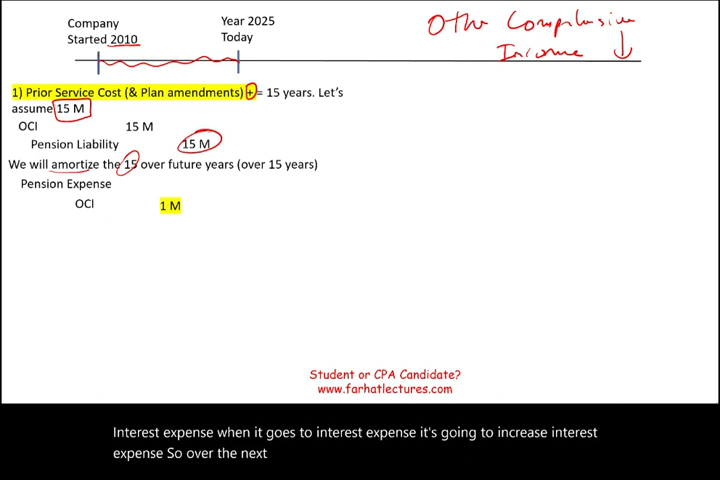 Company
Started 2010
Year 2025
Today
Other Comprehensive
Income ↓
1) Prior Service Cost (& Plan amendments) + = 15 years. Let's
assume 15 M
OCI 15 M
Pension Liability 15 M
We will amortize the 15 over future years (over 15 years)
Pension Expense
OCI 1 M
Student or CPA Candidate?
www.farhatlectures.com
Interest expense when it goes to interest expense it's going to increase interest
expense So over the next